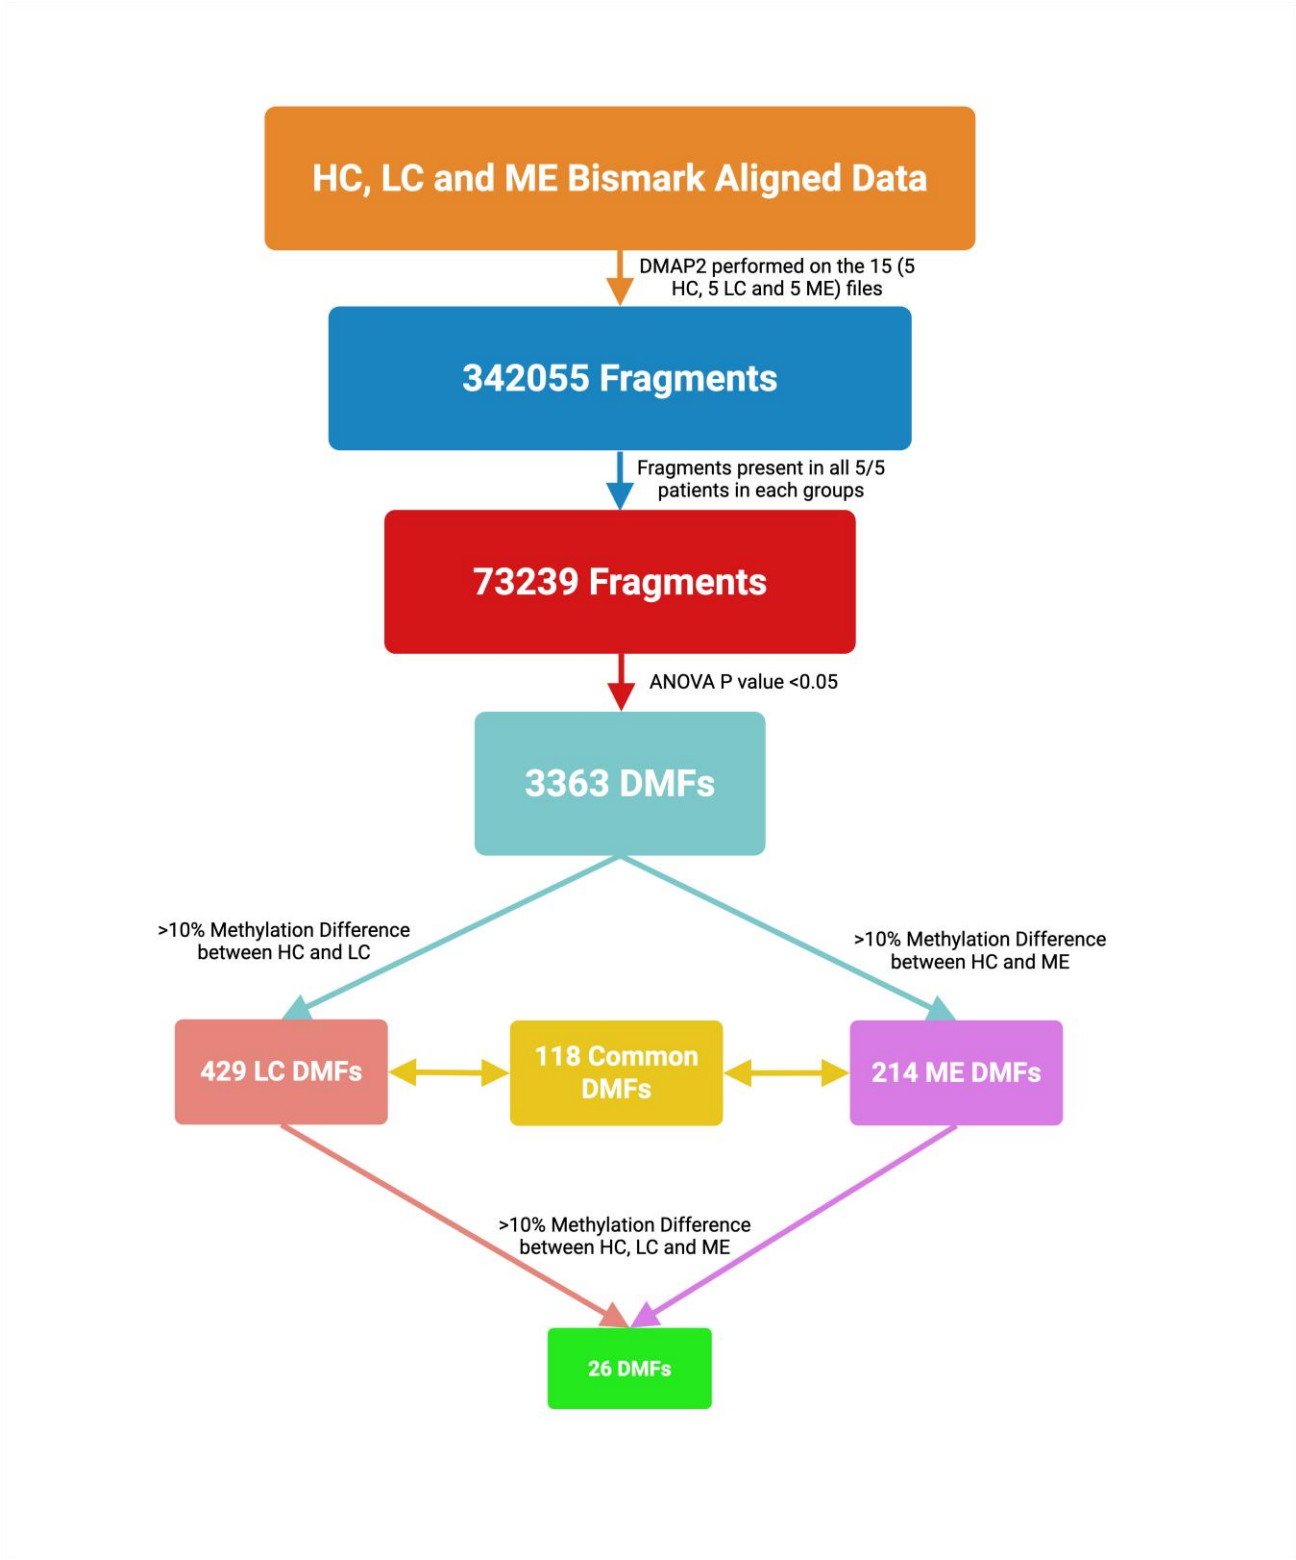 HC, LC and ME Bismark Aligned Data
DMAP2 performed on the 15 (5
HC, 5 LC and 5 ME) files
342055 Fragments
Fragments present in all 5/5
patients in each groups
73239 Fragments
ANOVA P value <0.05
3363 DMFs
>10% Methylation Difference
between HC and LC
>10% Methylation Difference
between HC and ME
429 LC DMFs
118 Common
DMFs
214 ME DMFs
>10% Methylation Difference
between HC, LC and ME
26 DMFs